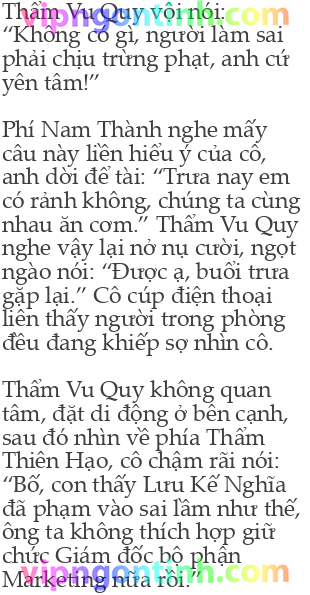 Thẩm Vu Quy vội nói:
vipngontinh.com
“Không có gì, người làm sai
phải chịu trừng phạt, anh cứ
yên tâm!”
Phí Nam Thành nghe mấy
câu này liền hiểu ý của cô,
anh dời để tài: “Trưa nay em
có rảnh không, chúng ta cùng
nhau ăn cơm.” Thẩm Vu Quy
nghe vậy lại nở nụ cười, ngọt
ngào nói: “Được ạ, buổi trưa
gặp lại.” Cô cúp điện thoại
liền thấy người trong phòng
đều đang khiếp sợ nhìn cô.
Thẩm Vu Quy không quan
tâm, đặt di động ở bên cạnh,
sau đó nhìn về phía Thẩm
Thiên Hạo, cô chậm rãi nói:
“Bố, con thấy Lưu Kế Nghĩa
đã phạm vào sai lầm như thế,
ông ta không thích hợp giữ
chức Giám đốc bộ phận
Marketing nữa rồi.”
vipngontinh.com